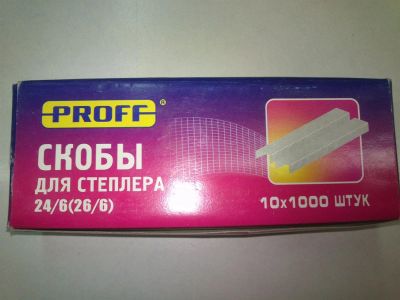 PROFF®
СКОБЫ
ДЛЯ СТЕПЛЕРА
24/6(26/6)
10x1000 ШТУК